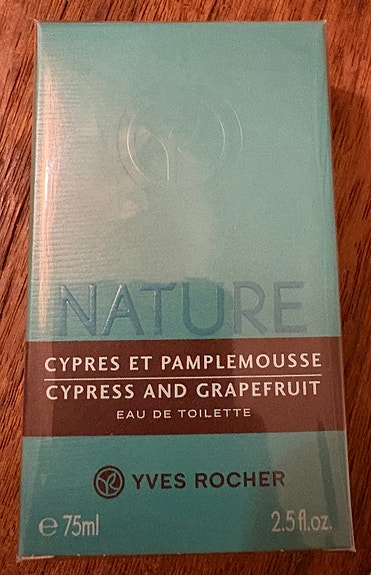 NATURE
CYPRES ET PAMPLEMOUSSE
CYPRESS AND GRAPEFRUIT
EAU DE TOILETTE
YVES ROCHER
℮ 75ml 2.5 fl.oz.